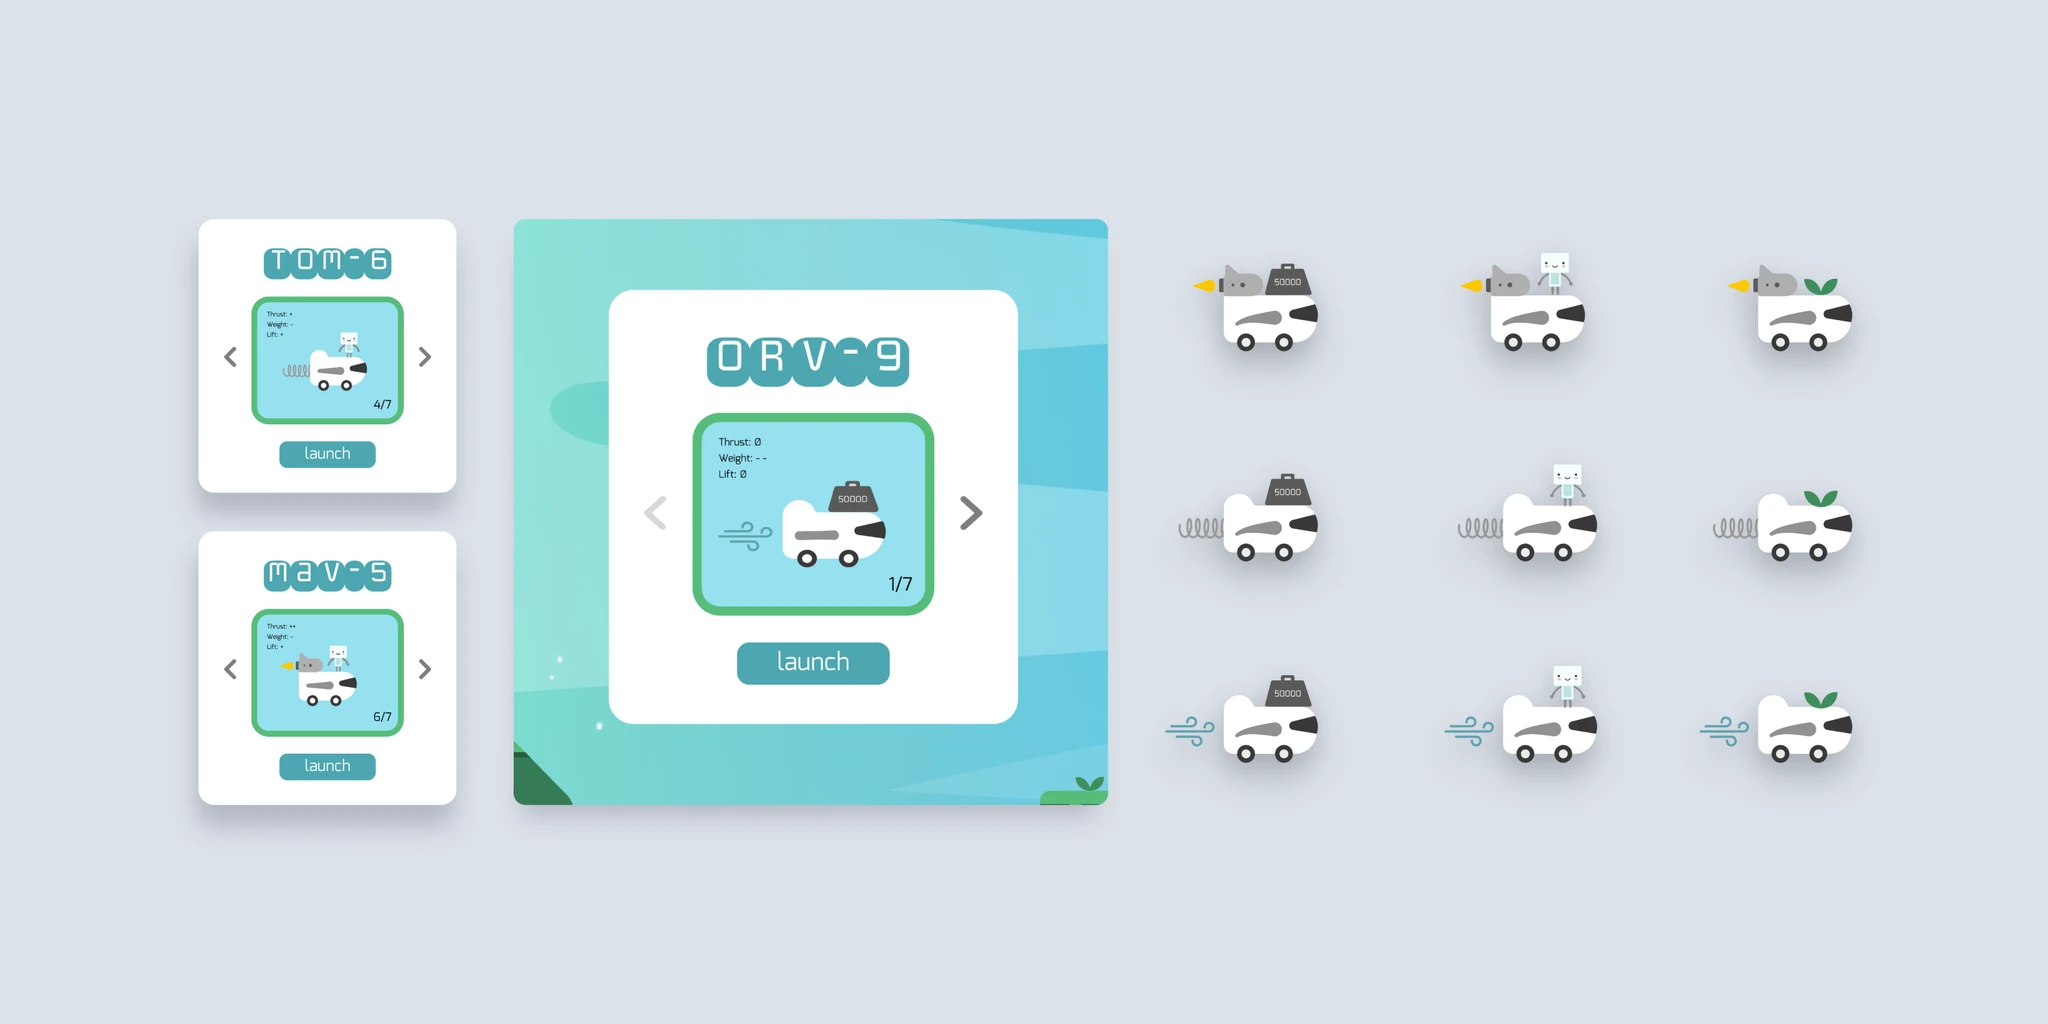 TOM-6
Thrust: +
Weight: -
Lift: +
4/7
launch
maV-5
Thrust: ++
Weight: -
Lift: +
6/7
launch
ORV-9
Thrust: Ø
Weight: - -
Lift: Ø
50000
1/7
launch
50000
50000
50000